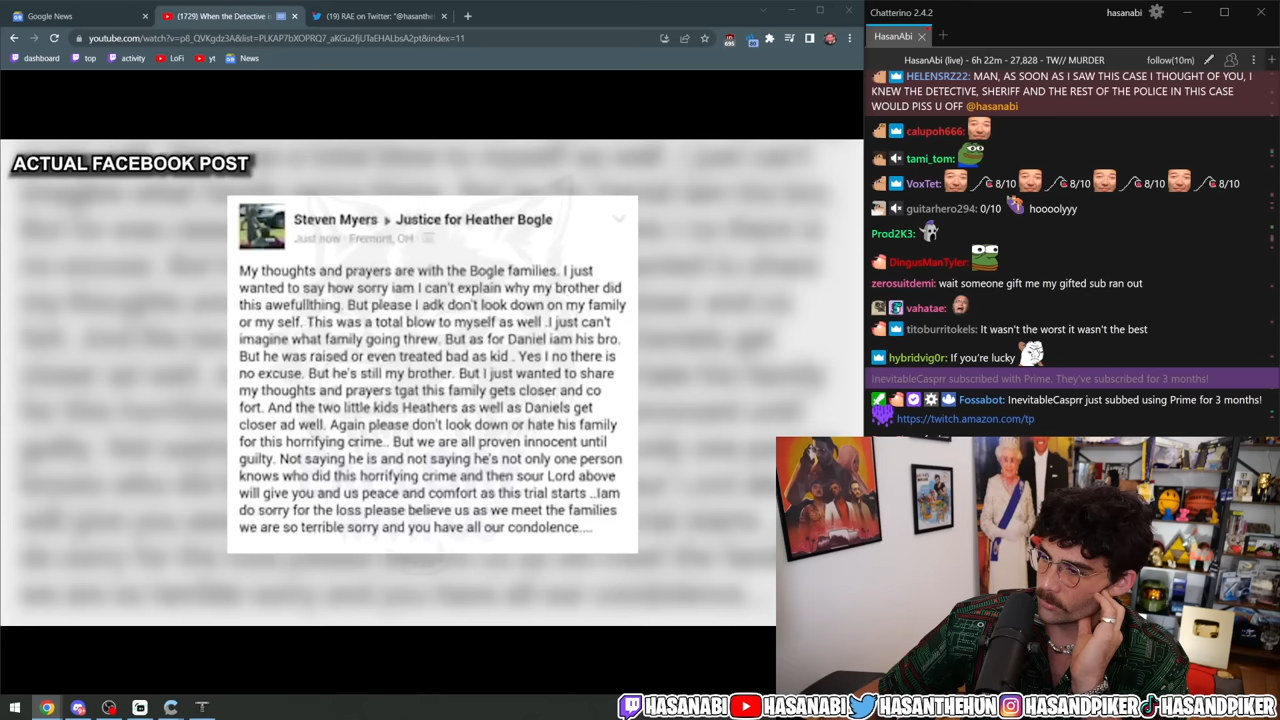 Google News
(1729) When the Detective is
(19) RAE on Twitter: "@hasanthe
youtube.com/watch?v=p8_QVKgdz3A&list=PLKAP7bXOPRQ7_aKGu2fjUTaEHALbsA2pt&index=11
dashboard
top
activity
LoFi
yt
News
ACTUAL FACEBOOK POST
Steven Myers ▸ Justice for Heather Bogle
Just now · Fremont, OH
My thoughts and prayers are with the Bogle families. I just
wanted to say how sorry iam I can't explain why my brother did
this awefullthing. But please I adk don't look down on my family
or my self. This was a total blow to myself as well .I just can't
imagine what family going threw. But as for Daniel iam his bro.
But he was raised or even treated bad as kid . Yes I no there is
no excuse. But he's still my brother. But I just wanted to share
my thoughts and prayers tgat this family gets closer and co
fort. And the two little kids Heathers as well as Daniels get
closer ad well. Again please don't look down or hate his family
for this horrifying crime.. But we are all proven innocent until
guilty. Not saying he is and not saying he's not only one person
knows who did this horrifying crime and then sour Lord above
will give you and us peace and comfort as this trial starts ..Iam
do sorry for the loss please believe us as we meet the families
we are so terrible sorry and you have all our condolence....
Chatterino 2.4.2
hasanabi
HasanAbi
HasanAbi (live) - 6h 22m - 27,828 - TW// MURDER
follow(10m)
HELENSRZ22: MAN, AS SOON AS I SAW THIS CASE I THOUGHT OF YOU, I
KNEW THE DETECTIVE, SHERIFF AND THE REST OF THE POLICE IN THIS CASE
WOULD PISS U OFF @hasanabi
calupoh666:
tami_tom:
VoxTet: 8/10 8/10 8/10 8/10
guitarhero294: 0/10 hooolyyy
Prod2K3:
DingusManTyler:
zerosuitdemi: wait someone gift me my gifted sub ran out
vahatae:
titoburritokels: It wasn't the worst it wasn't the best
hybridvig0r: If you're lucky
InevitableCasprr subscribed with Prime. They've subscribed for 3 months!
Fossabot: InevitableCasprr just subbed using Prime for 3 months!
https://twitch.amazon.com/tp
HASANABI HASANABI HASANTHEHUN HASANDPIKER HASANDPIKER